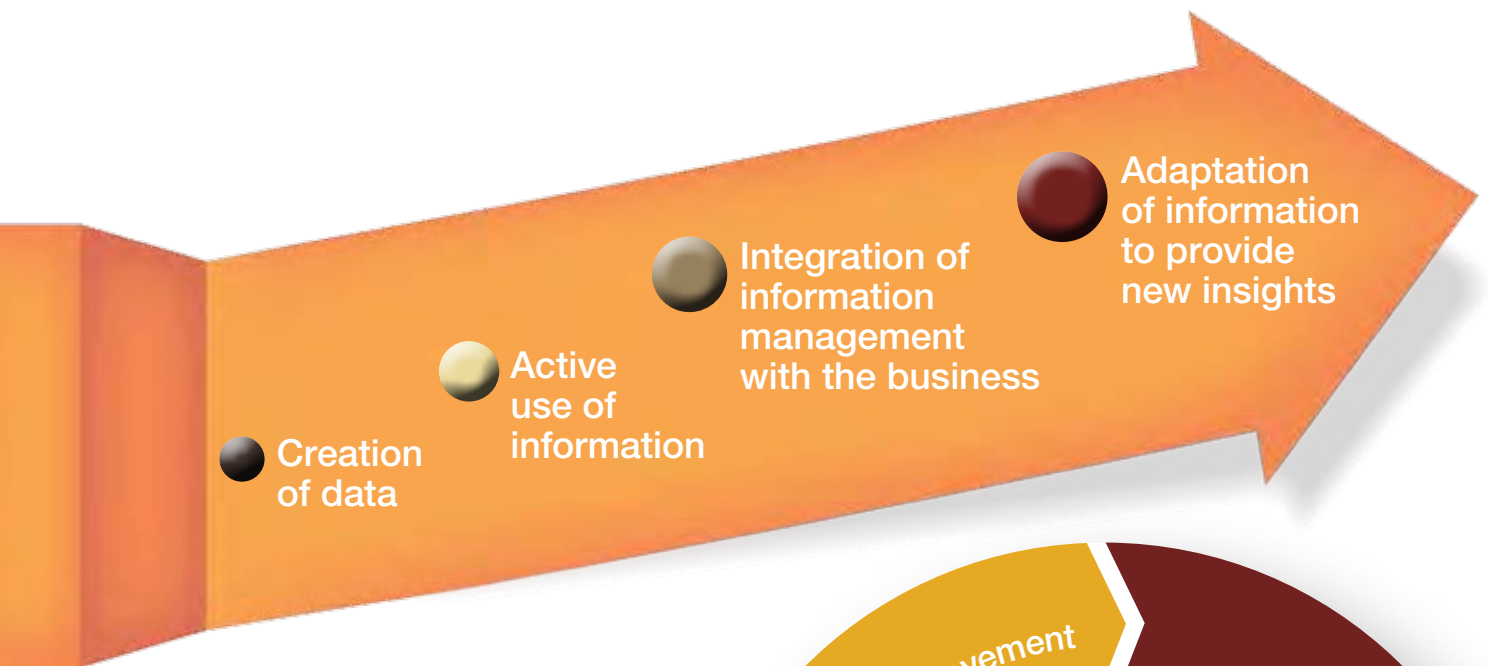 Creation
of data
Active
use of
information
Integration of
information
management
with the business
Adaptation
of information
to provide
new insights